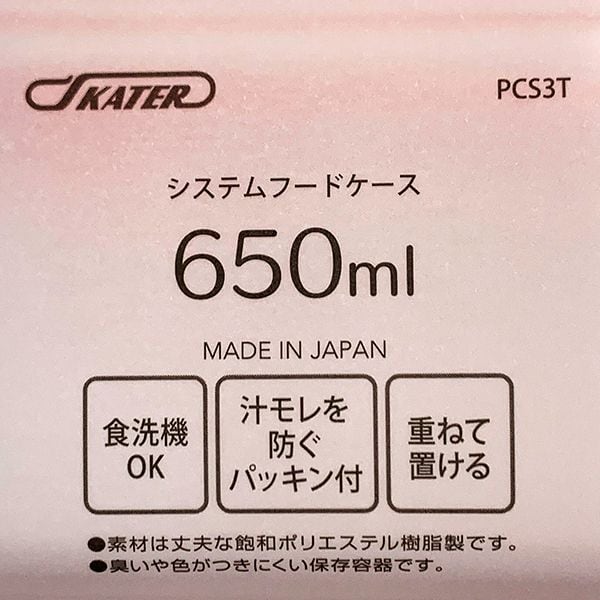 SKATER
PCS3T
システムフードケース
650ml
MADE IN JAPAN
食洗機
OK
汁モレを
防ぐ
パッキン付
重ねて
置ける
●素材は丈夫な飽和ポリエステル樹脂製です。
●臭いや色がつきにくい保存容器です。